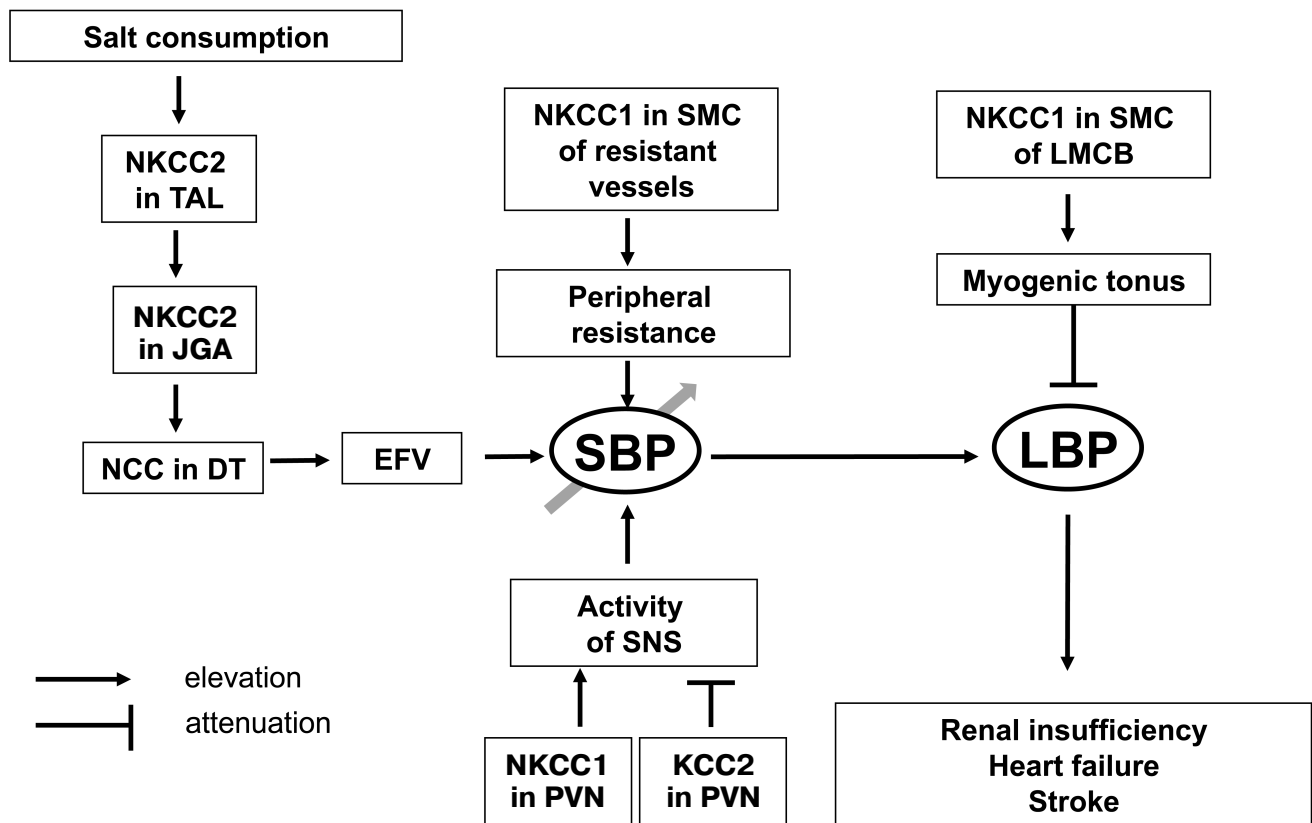 Salt consumption
NKCC2
in TAL
NKCC2
in JGA
NCC in DT
EFV
NKCC1 in SMC
of resistant
vessels
Peripheral
resistance
SBP
Activity
of SNS
NKCC1
in PVN
KCC2
in PVN
NKCC1 in SMC
of LMCB
Myogenic tonus
LBP
Renal insufficiency
Heart failure
Stroke
elevation
attenuation